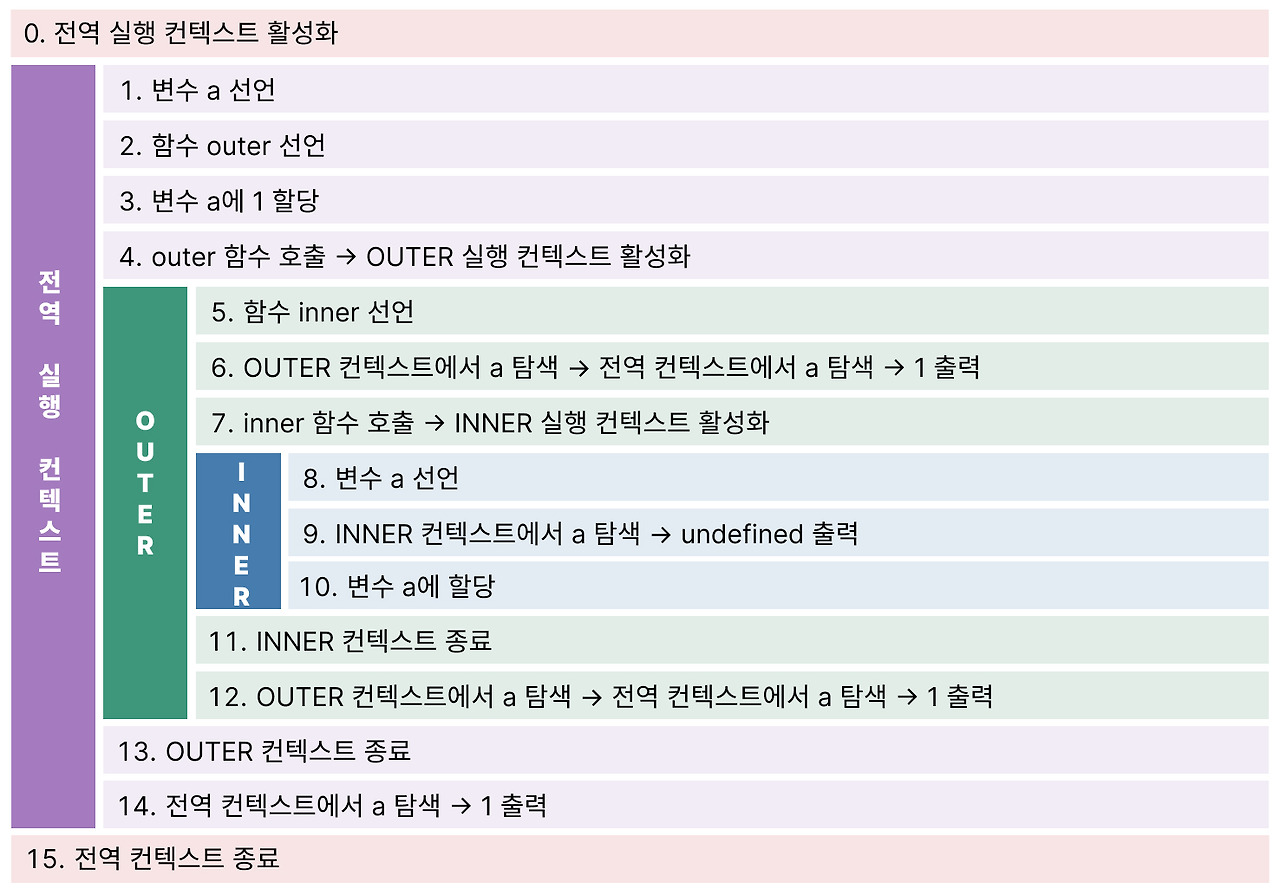 0. 전역 실행 컨텍스트 활성화
전역 실행 컨텍스트
1. 변수 a 선언
2. 함수 outer 선언
3. 변수 a에 1 할당
4. outer 함수 호출 → OUTER 실행 컨텍스트 활성화
OUTER
5. 함수 inner 선언
6. OUTER 컨텍스트에서 a 탐색 → 전역 컨텍스트에서 a 탐색 → 1 출력
7. inner 함수 호출 → INNER 실행 컨텍스트 활성화
INNER
8. 변수 a 선언
9. INNER 컨텍스트에서 a 탐색 → undefined 출력
10. 변수 a에 할당
11. INNER 컨텍스트 종료
12. OUTER 컨텍스트에서 a 탐색 → 전역 컨텍스트에서 a 탐색 → 1 출력
13. OUTER 컨텍스트 종료
14. 전역 컨텍스트에서 a 탐색 → 1 출력
15. 전역 컨텍스트 종료